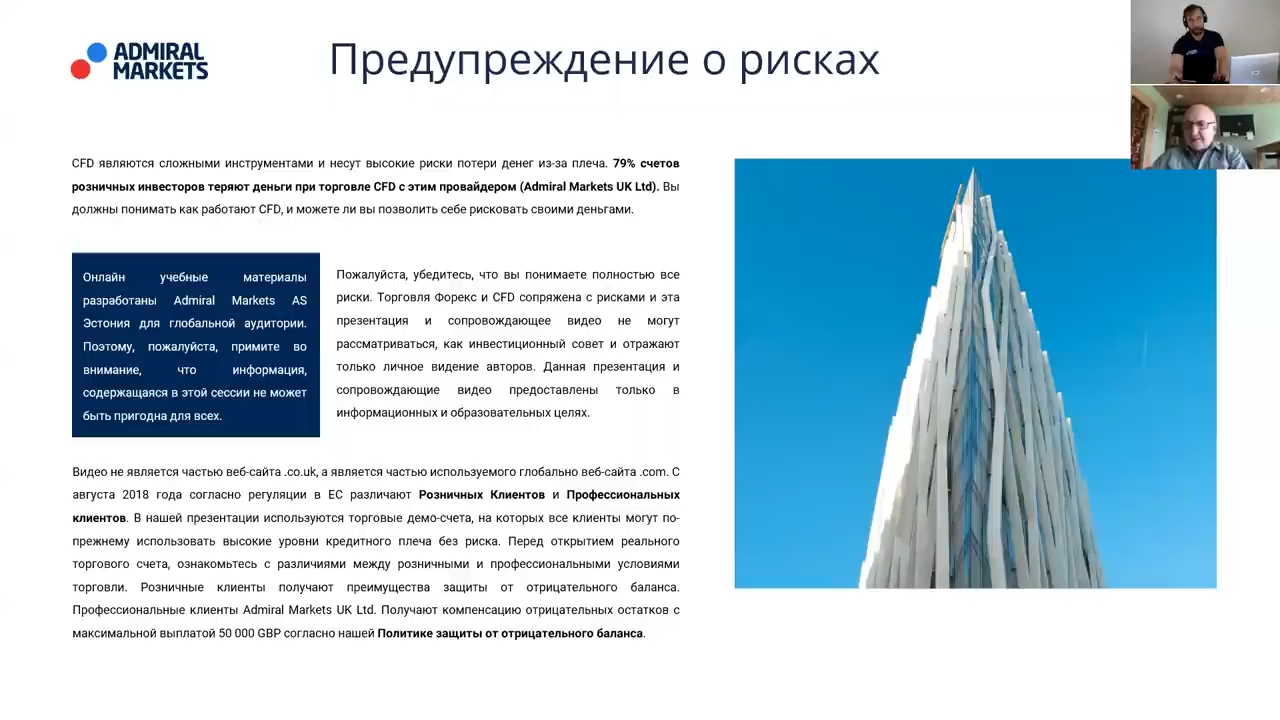 ADMIRAL
MARKETS
Предупреждение о рисках
CFD являются сложными инструментами и несут высокие риски потери денег из-за плеча. 79% счетов
розничных инвесторов теряют деньги при торговле CFD с этим провайдером (Admiral Markets UK Ltd). Вы
должны понимать как работают CFD, и можете ли вы позволить себе рисковать своими деньгами.
Онлайн учебные материалы
разработаны Admiral Markets AS
Эстония для глобальной аудитории.
Поэтому, пожалуйста, примите во
внимание, что информация,
содержащаяся в этой сессии не может
быть пригодна для всех.
Пожалуйста, убедитесь, что вы понимаете полностью все
риски. Торговля Форекс и CFD сопряжена с рисками и эта
презентация и сопровождающее видео не могут
рассматриваться, как инвестиционный совет и отражают
только личное видение авторов. Данная презентация и
сопровождающие видео предоставлены только в
информационных и образовательных целях.
Видео не является частью веб-сайта .co.uk, а является частью используемого глобально веб-сайта .com. С
августа 2018 года согласно регуляции в ЕС различают Розничных Клиентов и Профессиональных
клиентов. В нашей презентации используются торговые демо-счета, на которых все клиенты могут по-
прежнему использовать высокие уровни кредитного плеча без риска. Перед открытием реального
торгового счета, ознакомьтесь с различиями между розничными и профессиональными условиями
торговли. Розничные клиенты получают преимущества защиты от отрицательного баланса.
Профессиональные клиенты Admiral Markets UK Ltd. Получают компенсацию отрицательных остатков с
максимальной выплатой 50 000 GBP согласно нашей Политике защиты от отрицательного баланса.